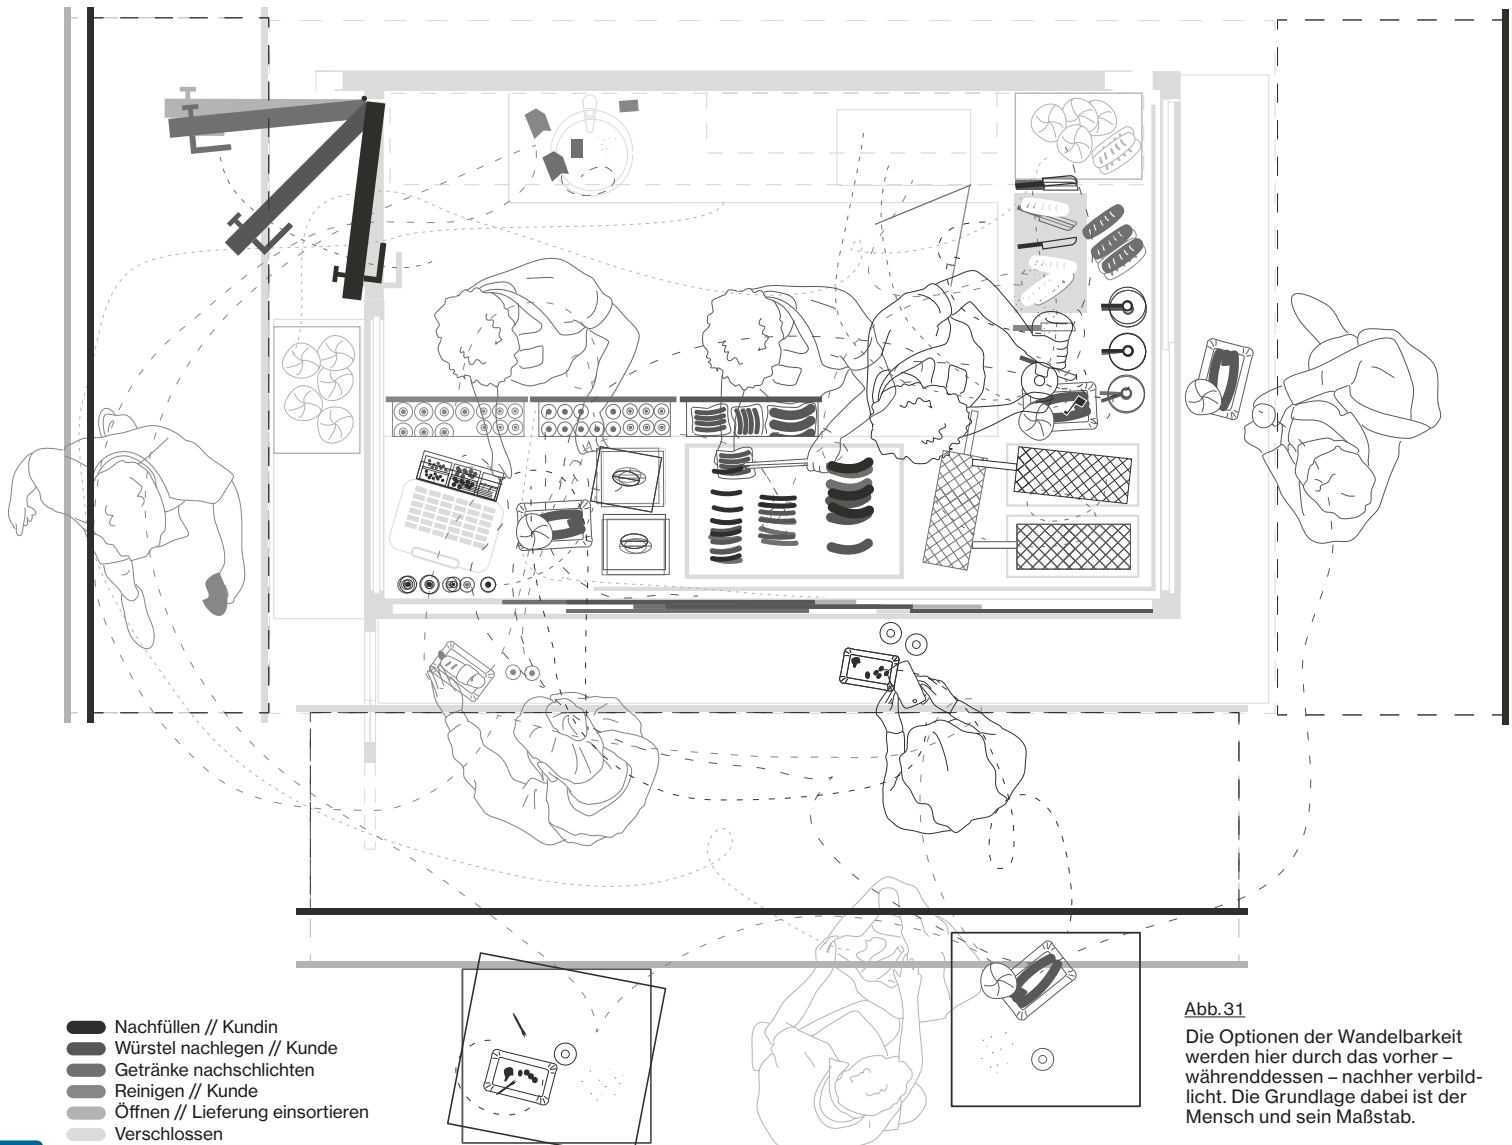 Nachfüllen // Kundin
Würstel nachlegen // Kunde
Getränke nachschlichten
Reinigen // Kunde
Öffnen // Lieferung einsortieren
Verschlossen
Abb. 31
Die Optionen der Wandelbarkeit
werden hier durch das vorher –
währenddessen – nachher verbild-
licht. Die Grundlage dabei ist der
Mensch und sein Maßstab.